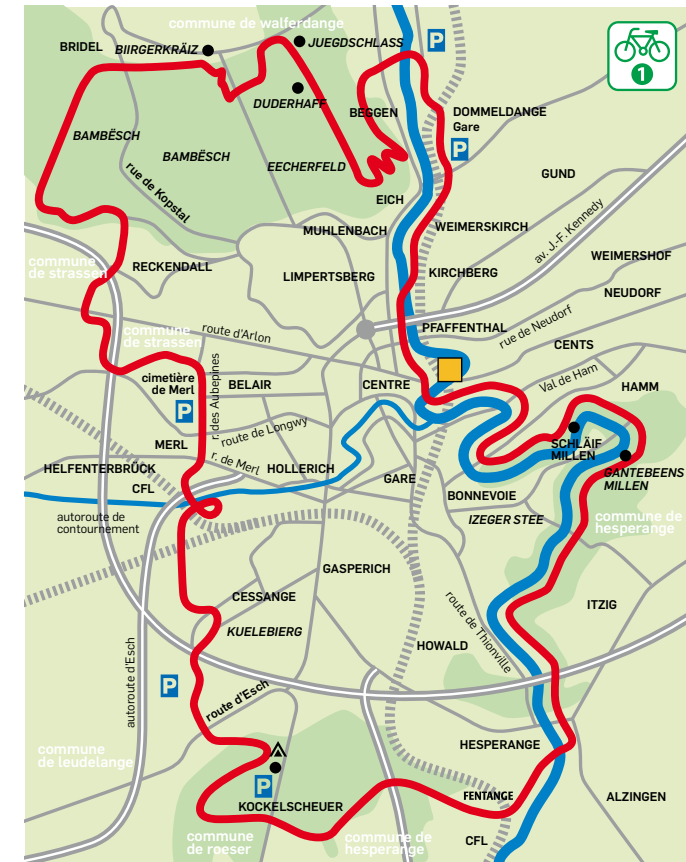 commune de walferdange
BRIDEL
BIIRGERKRÄIZ
JUEGDSCHLASS
P
1
DUDERHAFF
BEGGEN
DOMMELDANGE
Gare
P
BAMBËSCH
BAMBËSCH
EECHERFELD
rue de Kopstal
EICH
GUND
av. J.-F. Kennedy
MUHLENBACH
WEIMERSKIRCH
WEIMERSHOF
commune
de strassen
RECKENDALL
LIMPERTSBERG
KIRCHBERG
NEUDORF
commune
de strassen
route d'Arlon
PFAFFENTHAL
rue de Neudorf
CENTS
cimetière
de Merl
P
r. des Aubepines
BELAIR
CENTRE
Val de Ham
HAMM
MERL
route de Longwy
r. de Merl
HOLLERICH
SCHLÄIF
MILLEN
HELFENTERBRÜCK
CFL
GARE
GANTEBEENS
MILLEN
BONNEVOIE
autoroute de
contournement
IZEGER STEE
commune de
hesperange
GASPERICH
CESSANGE
ITZIG
KUELEBIERG
route de Thionville
HOWALD
autoroute d'Esch
P
route d'Esch
commune
de leudelange
HESPERANGE
P
KOCKELSCHEUER
FENTANGE
ALZINGEN
commune
de roeser
commune de
hesperange
CFL